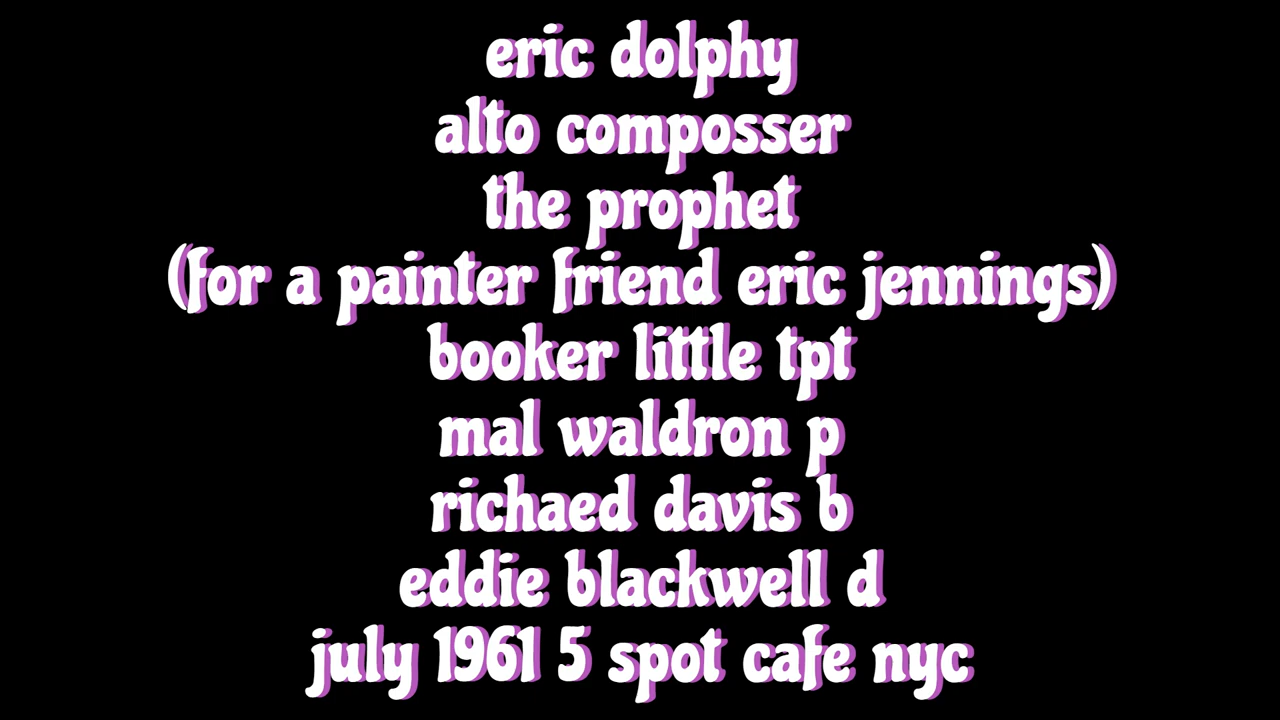 eric dolphy
alto composser
the prophet
(for a painter friend eric jennings)
booker little tpt
mal waldron p
richaed davis b
eddie blackwell d
july 1961 5 spot cafe nyc